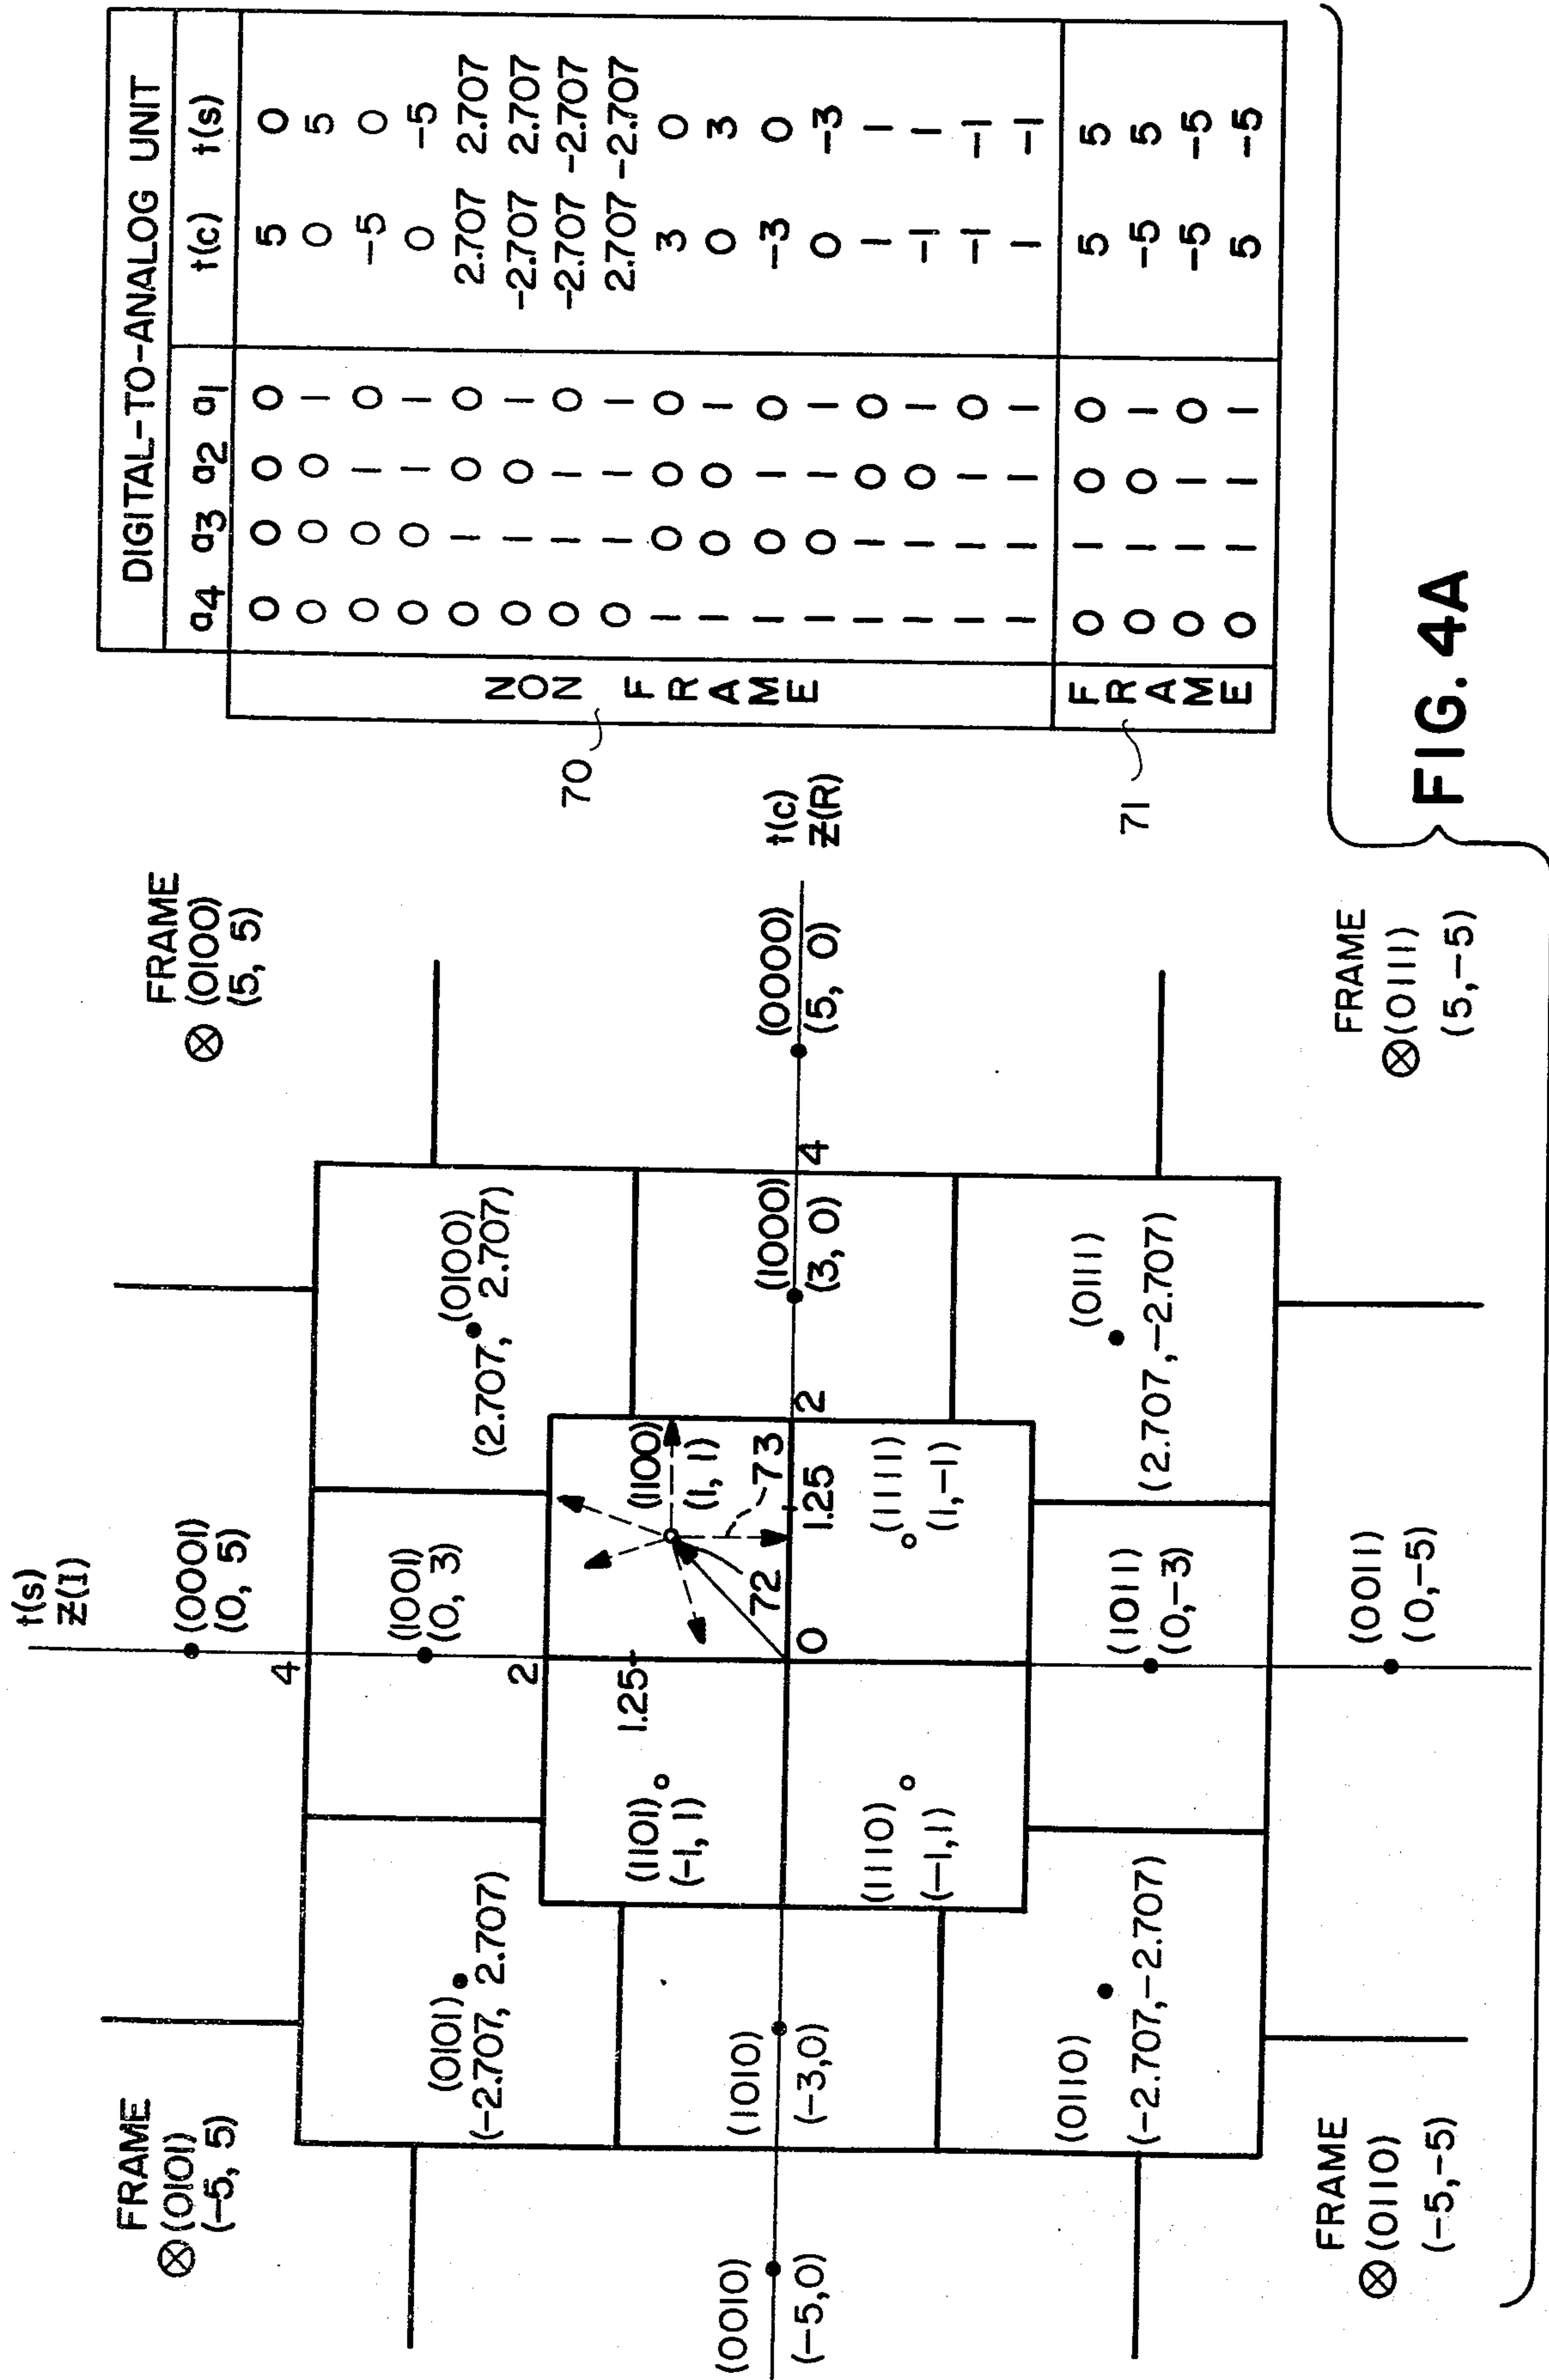 FRAME
(0101)
(-5, 5)
t(s)
Z(I)
(0001)
(0, 5)
FRAME
(0100)
(5, 5)
4
(0101)
(-2.707, 2.707)
(1001)
(0, 3)
(0100)
(2.707, 2.707)
2
1.25
(1101)
(-1, 1)
(1100)
(1, 1)
72
73
(0010)
(-5,0)
(1010)
(-3,0)
0
1.25
2
(1000)
(3, 0)
4
(0000)
(5, 0)
t(c)
Z(R)
(1110)
(-1,1)
(1111)
(1,-1)
(0110)
(-2.707,-2.707)
(1011)
(0,-3)
(0111)
(2.707,-2.707)
(0011)
(0,-5)
FRAME
(0110)
(-5,-5)
FRAME
(0111)
(5,-5)
DIGITAL-TO-ANALOG UNIT
a4 a3 a2 a1 t(c) t(s)
NON FRAME
70
0 0 0 0 5 0
0 0 0 1 0 5
0 0 1 0 -5 0
0 0 1 1 0 -5
0 1 0 0 2.707 2.707
0 1 0 1 -2.707 2.707
0 1 1 0 -2.707 -2.707
0 1 1 1 2.707 -2.707
1 0 0 0 3 0
1 0 0 1 0 3
1 0 1 0 -3 0
1 0 1 1 0 -3
1 1 0 0 1 1
1 1 0 1 -1 1
1 1 1 0 -1 -1
1 1 1 1 1 -1
FRAME
71
0 1 0 0 5 5
0 1 0 1 -5 5
0 1 1 0 -5 -5
0 1 1 1 5 -5
FIG. 4A